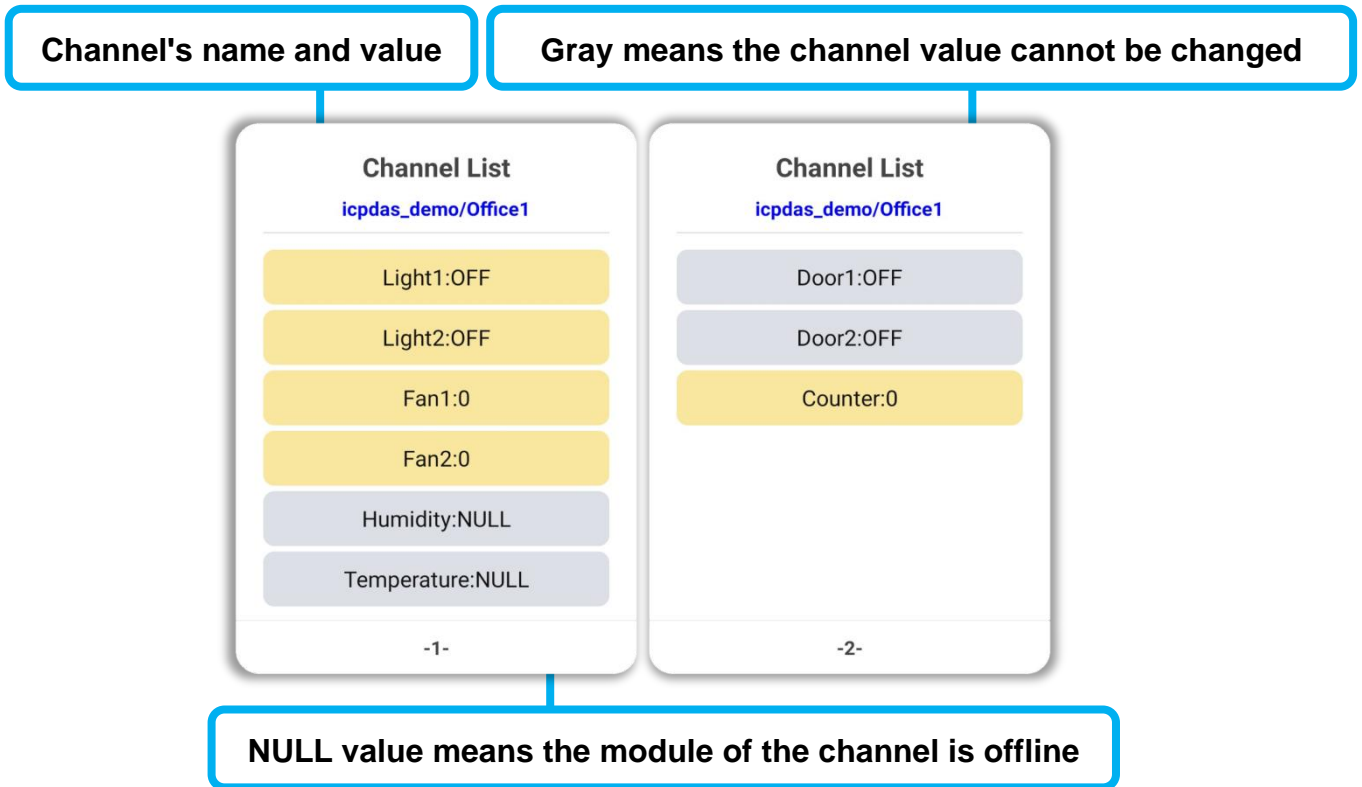 Channel's name and value
Gray means the channel value cannot be changed
Channel List
icpdas_demo/Office1
Light1:OFF
Light2:OFF
Fan1:0
Fan2:0
Humidity:NULL
Temperature:NULL
-1-
Channel List
icpdas_demo/Office1
Door1:OFF
Door2:OFF
Counter:0
-2-
NULL value means the module of the channel is offline